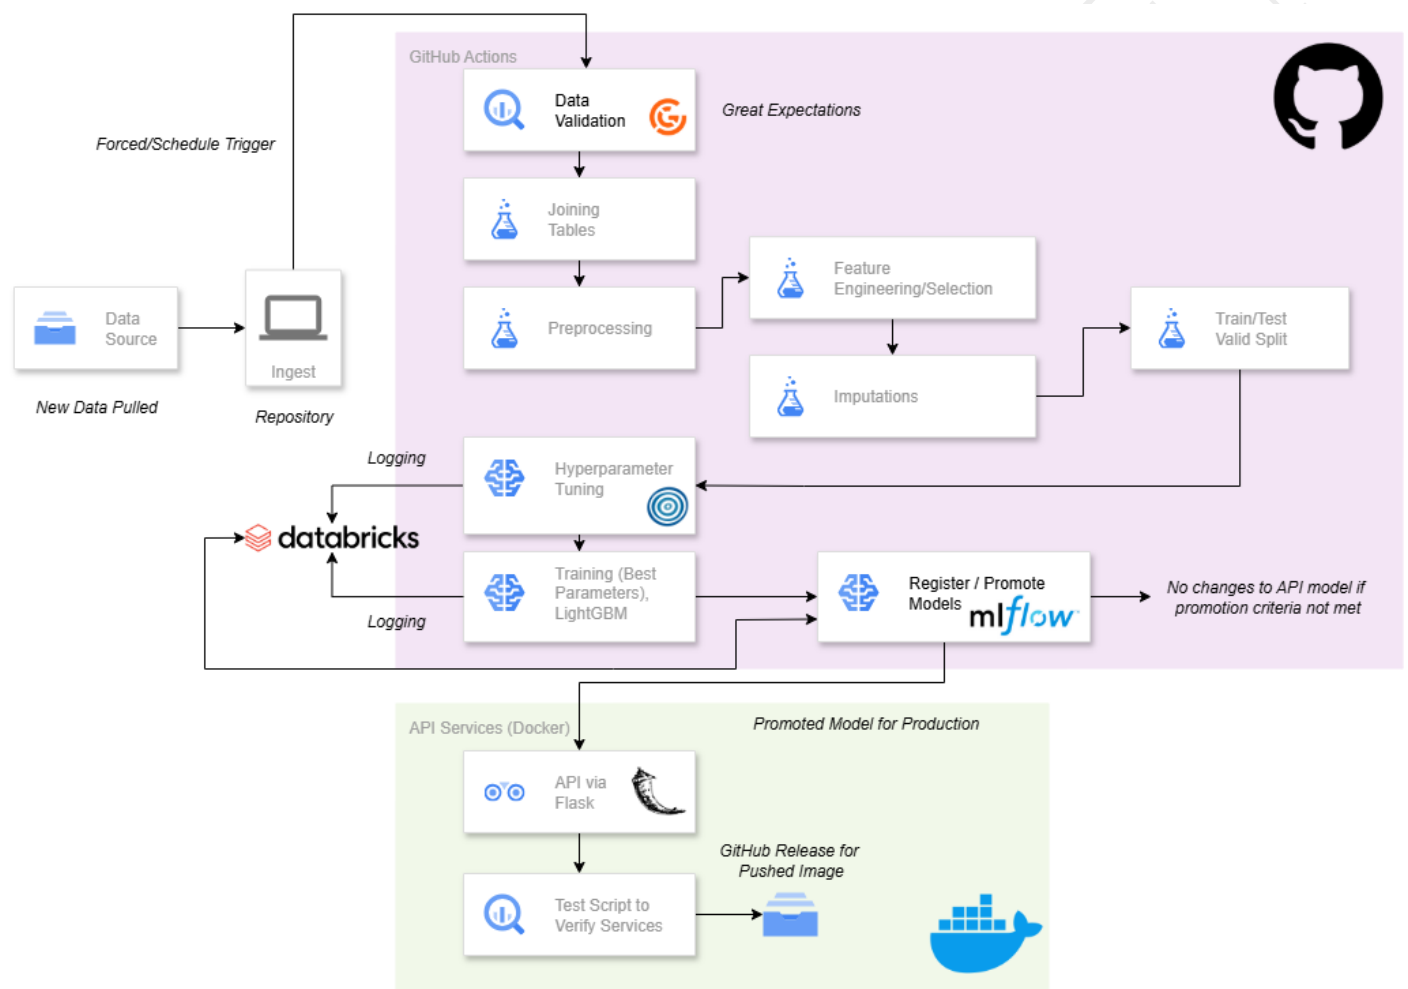 GitHub Actions
Data
Validation
Great Expectations
Forced/Schedule Trigger
Joining
Tables
Feature
Engineering/Selection
Data
Source
Ingest
Preprocessing
Train/Test
Valid Split
New Data Pulled
Repository
Imputations
Logging
Hyperparameter
Tuning
databricks
Training (Best
Parameters),
LightGBM
Logging
Register / Promote
Models
mlflow
No changes to API model if
promotion criteria not met
API Services (Docker)
Promoted Model for Production
API via
Flask
GitHub Release for
Pushed Image
Test Script to
Verify Services